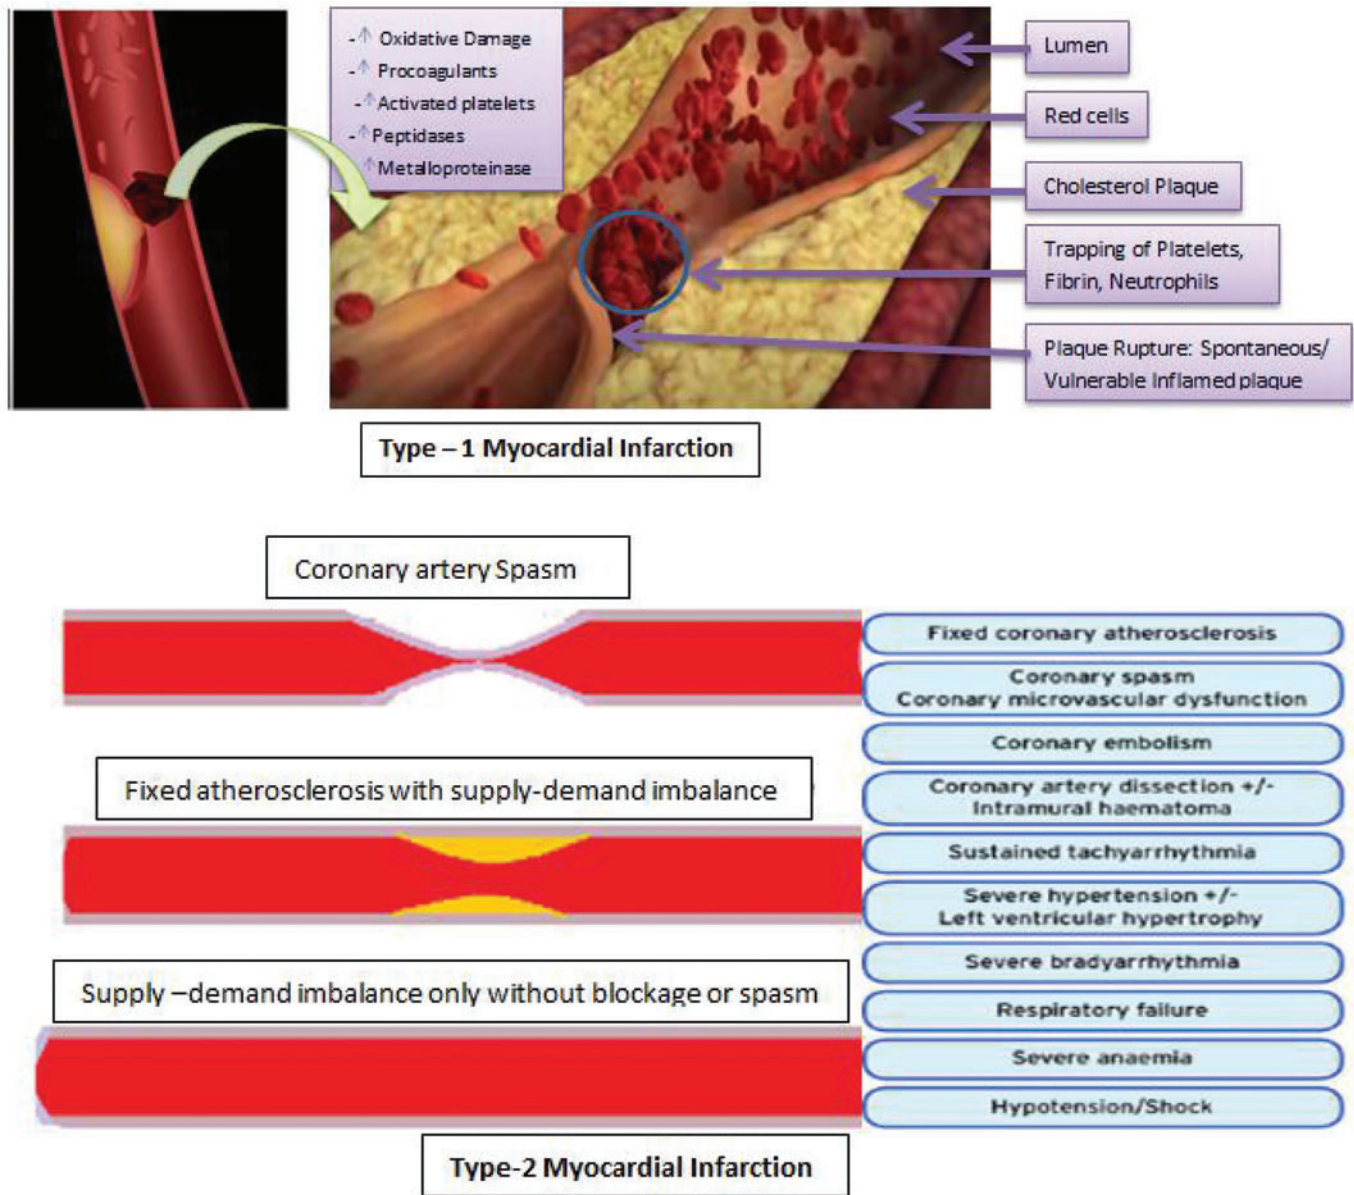 -↑ Oxidative Damage
-↑ Procoagulants
-↑Activated platelets
-↑Peptidases
↑Metalloproteinase
Lumen
Red cells
Cholesterol Plaque
Trapping of Platelets,
Fibrin, Neutrophils
Plaque Rupture: Spontaneous/
Vulnerable Inflamed plaque
Type – 1 Myocardial Infarction
Coronary artery Spasm
Fixed atherosclerosis with supply-demand imbalance
Supply –demand imbalance only without blockage or spasm
Fixed coronary atherosclerosis
Coronary spasm
Coronary microvascular dysfunction
Coronary embolism
Coronary artery dissection +/-
Intramural haematoma
Sustained tachyarrhythmia
Severe hypertension +/-
Left ventricular hypertrophy
Severe bradyarrhythmia
Respiratory failure
Severe anaemia
Hypotension/Shock
Type-2 Myocardial Infarction